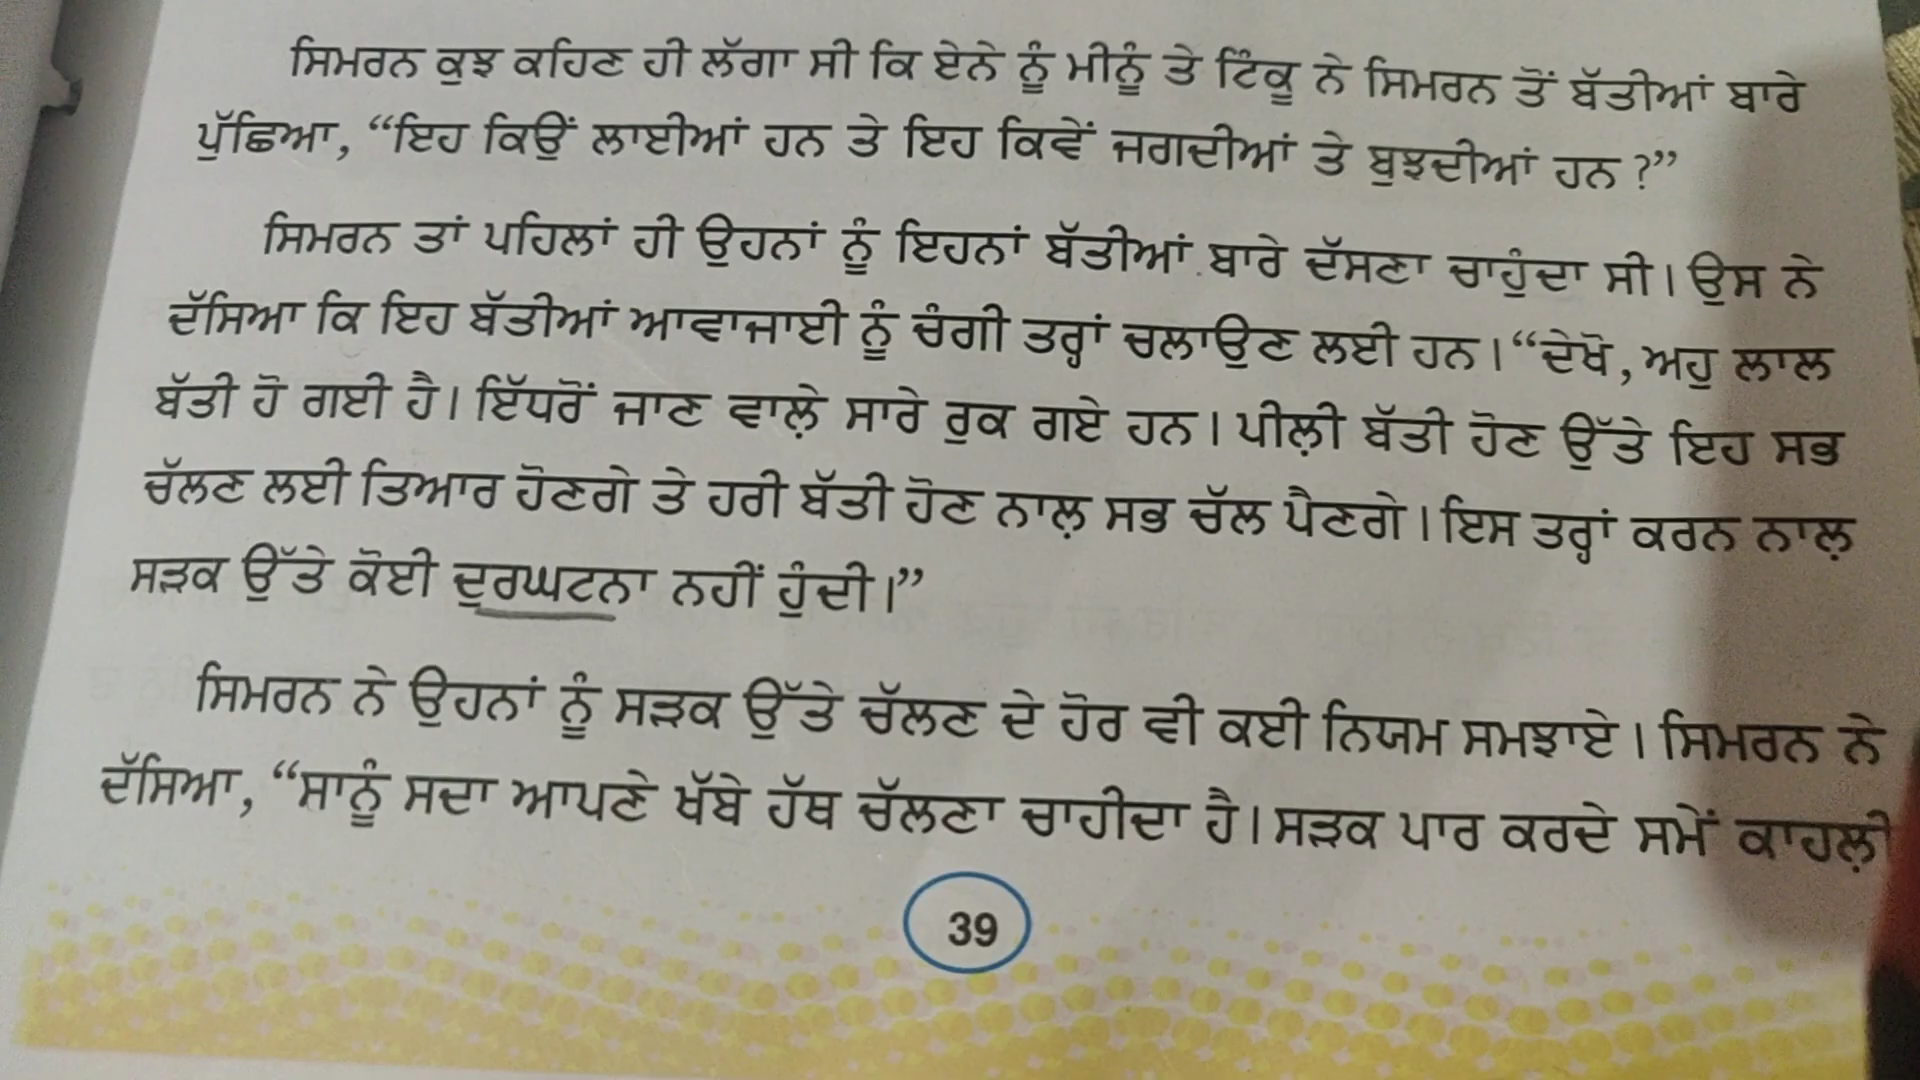 ਸਿਮਰਨ ਕੁਝ ਕਹਿਣ ਹੀ ਲੱਗਾ ਸੀ ਕਿ ਏਨੇ ਨੂੰ ਮੀਨੂੰ ਤੇ ਟਿੰਕੂ ਨੇ ਸਿਮਰਨ ਤੋਂ ਬੱਤੀਆਂ ਬਾਰੇ
ਪੁੱਛਿਆ, “ਇਹ ਕਿਉਂ ਲਾਈਆਂ ਹਨ ਤੇ ਇਹ ਕਿਵੇਂ ਜਗਦੀਆਂ ਤੇ ਬੁਝਦੀਆਂ ਹਨ ?”
ਸਿਮਰਨ ਤਾਂ ਪਹਿਲਾਂ ਹੀ ਉਹਨਾਂ ਨੂੰ ਇਹਨਾਂ ਬੱਤੀਆਂ ਬਾਰੇ ਦੱਸਣਾ ਚਾਹੁੰਦਾ ਸੀ। ਉਸ ਨੇ
ਦੱਸਿਆ ਕਿ ਇਹ ਬੱਤੀਆਂ ਆਵਾਜਾਈ ਨੂੰ ਚੰਗੀ ਤਰ੍ਹਾਂ ਚਲਾਉਣ ਲਈ ਹਨ। “ਦੇਖੋ, ਅਹੁ ਲਾਲ
ਬੱਤੀ ਹੋ ਗਈ ਹੈ। ਇੱਧਰੋਂ ਜਾਣ ਵਾਲ਼ੇ ਸਾਰੇ ਰੁਕ ਗਏ ਹਨ। ਪੀਲ਼ੀ ਬੱਤੀ ਹੋਣ ਉੱਤੇ ਇਹ ਸਭ
ਚੱਲਣ ਲਈ ਤਿਆਰ ਹੋਣਗੇ ਤੇ ਹਰੀ ਬੱਤੀ ਹੋਣ ਨਾਲ਼ ਸਭ ਚੱਲ ਪੈਣਗੇ। ਇਸ ਤਰ੍ਹਾਂ ਕਰਨ ਨਾਲ਼
ਸੜਕ ਉੱਤੇ ਕੋਈ ਦੁਰਘਟਨਾ ਨਹੀਂ ਹੁੰਦੀ।”
ਸਿਮਰਨ ਨੇ ਉਹਨਾਂ ਨੂੰ ਸੜਕ ਉੱਤੇ ਚੱਲਣ ਦੇ ਹੋਰ ਵੀ ਕਈ ਨਿਯਮ ਸਮਝਾਏ। ਸਿਮਰਨ ਨੇ
ਦੱਸਿਆ, “ਸਾਨੂੰ ਸਦਾ ਆਪਣੇ ਖੱਬੇ ਹੱਥ ਚੱਲਣਾ ਚਾਹੀਦਾ ਹੈ। ਸੜਕ ਪਾਰ ਕਰਦੇ ਸਮੇਂ ਕਾਹਲ਼ੀ
39